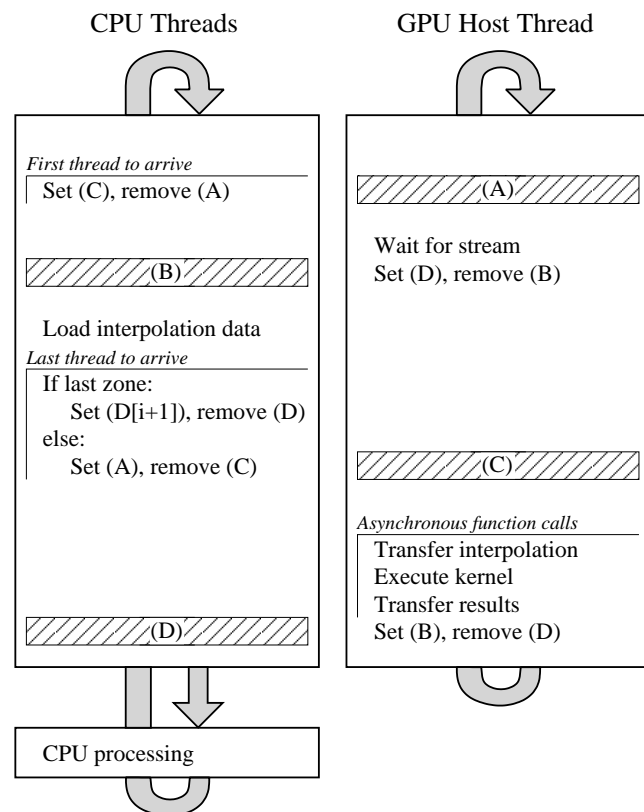 CPU Threads
First thread to arrive
Set (C), remove (A)
(B)
Load interpolation data
Last thread to arrive
If last zone:
Set (D[i+1]), remove (D)
else:
Set (A), remove (C)
(D)
CPU processing
GPU Host Thread
(A)
Wait for stream
Set (D), remove (B)
(C)
Asynchronous function calls
Transfer interpolation
Execute kernel
Transfer results
Set (B), remove (D)